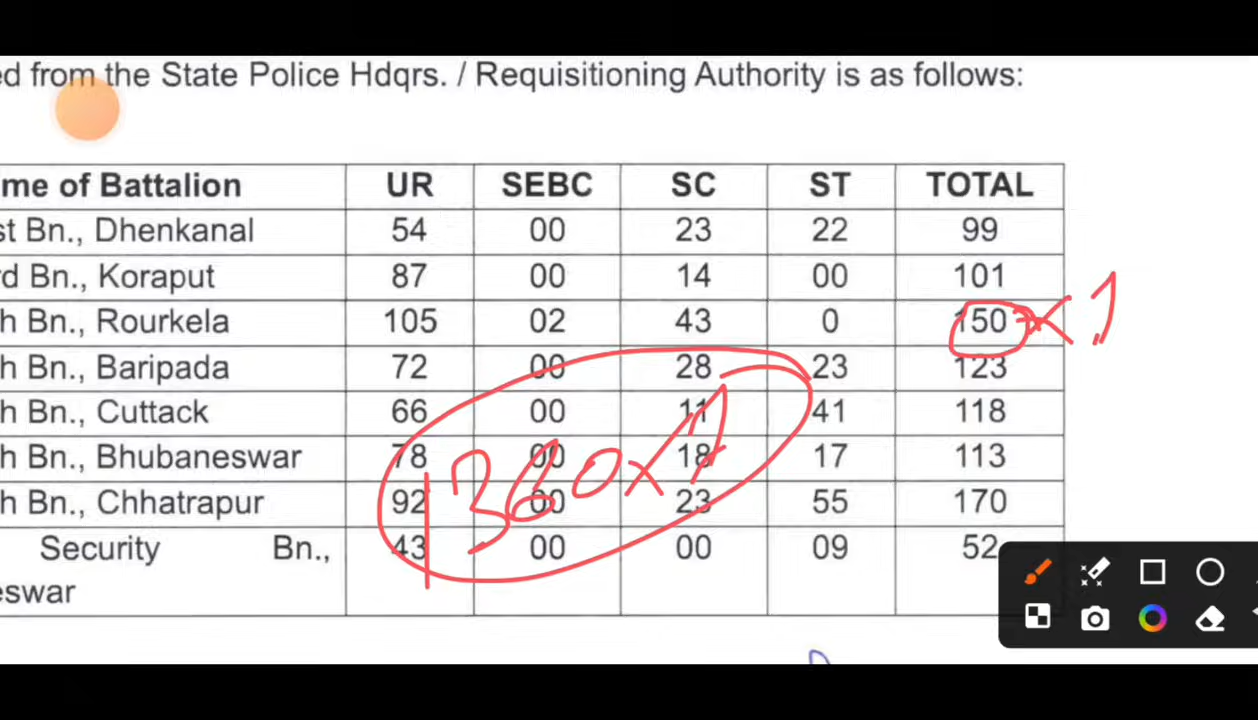 ed from the State Police Hdqrs. / Requisitioning Authority is as follows:
me of Battalion UR SEBC SC ST TOTAL
st Bn., Dhenkanal 54 00 23 22 99
rd Bn., Koraput 87 00 14 00 101
h Bn., Rourkela 105 02 43 0 150 x1
h Bn., Baripada 72 00 28 23 123
h Bn., Cuttack 66 00 11 41 118
h Bn., Bhubaneswar 78 00 18 17 113
1360x1
h Bn., Chhatrapur 92 00 23 55 170
Security Bn., 43 00 00 09 52
eswar